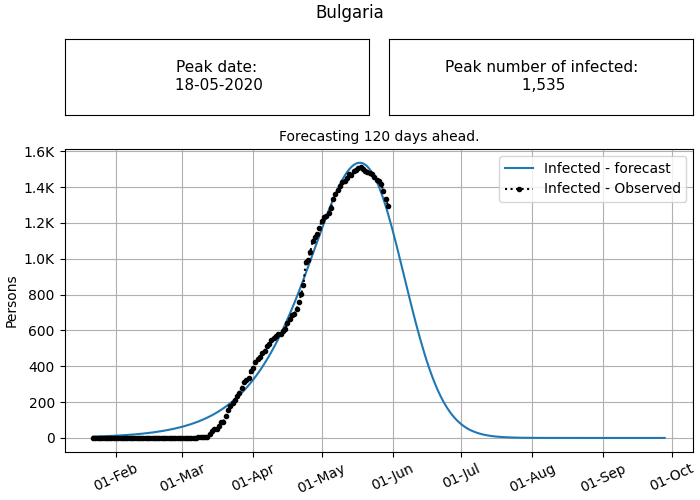 Bulgaria
Peak date:
18-05-2020
Peak number of infected:
1,535
Forecasting 120 days ahead.
1.6K
1.4K
1.2K
1.0K
800
600
400
200
0
Persons
Infected - forecast
Infected - Observed
01-Feb
01-Mar
01-Apr
01-May
01-Jun
01-Jul
01-Aug
01-Sep
01-Oct